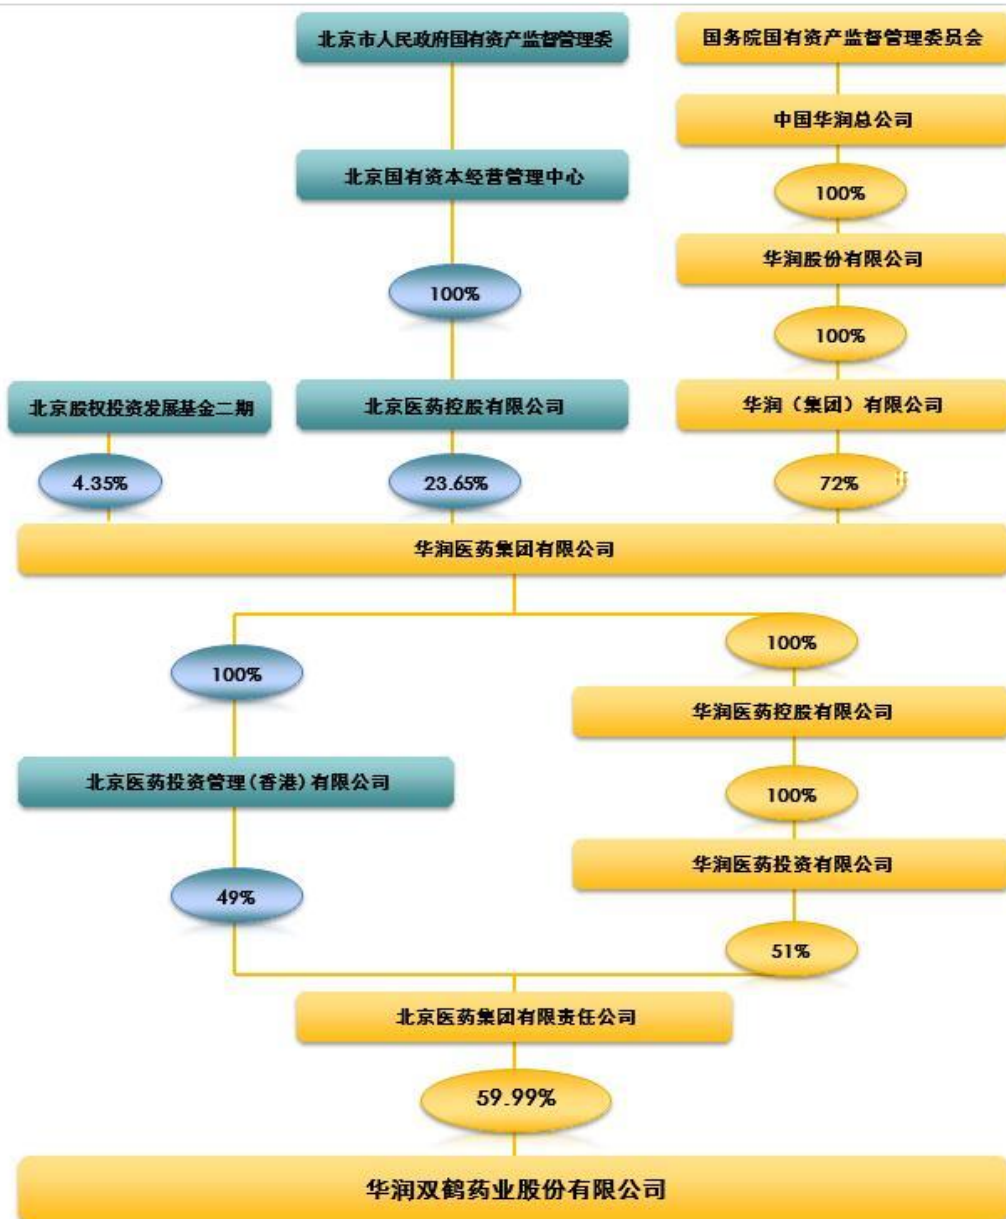 北京市人民政府国有资产监督管理委
国务院国有资产监督管理委员会
中国华润总公司
北京国有资本经营管理中心
100%
华润股份有限公司
100%
100%
北京股权投资发展基金二期
北京医药控股有限公司
华润（集团）有限公司
4.35%
23.65%
72%
华润医药集团有限公司
100%
100%
华润医药控股有限公司
北京医药投资管理(香港)有限公司
100%
华润医药投资有限公司
49%
51%
北京医药集团有限责任公司
59.99%
华润双鹤药业股份有限公司